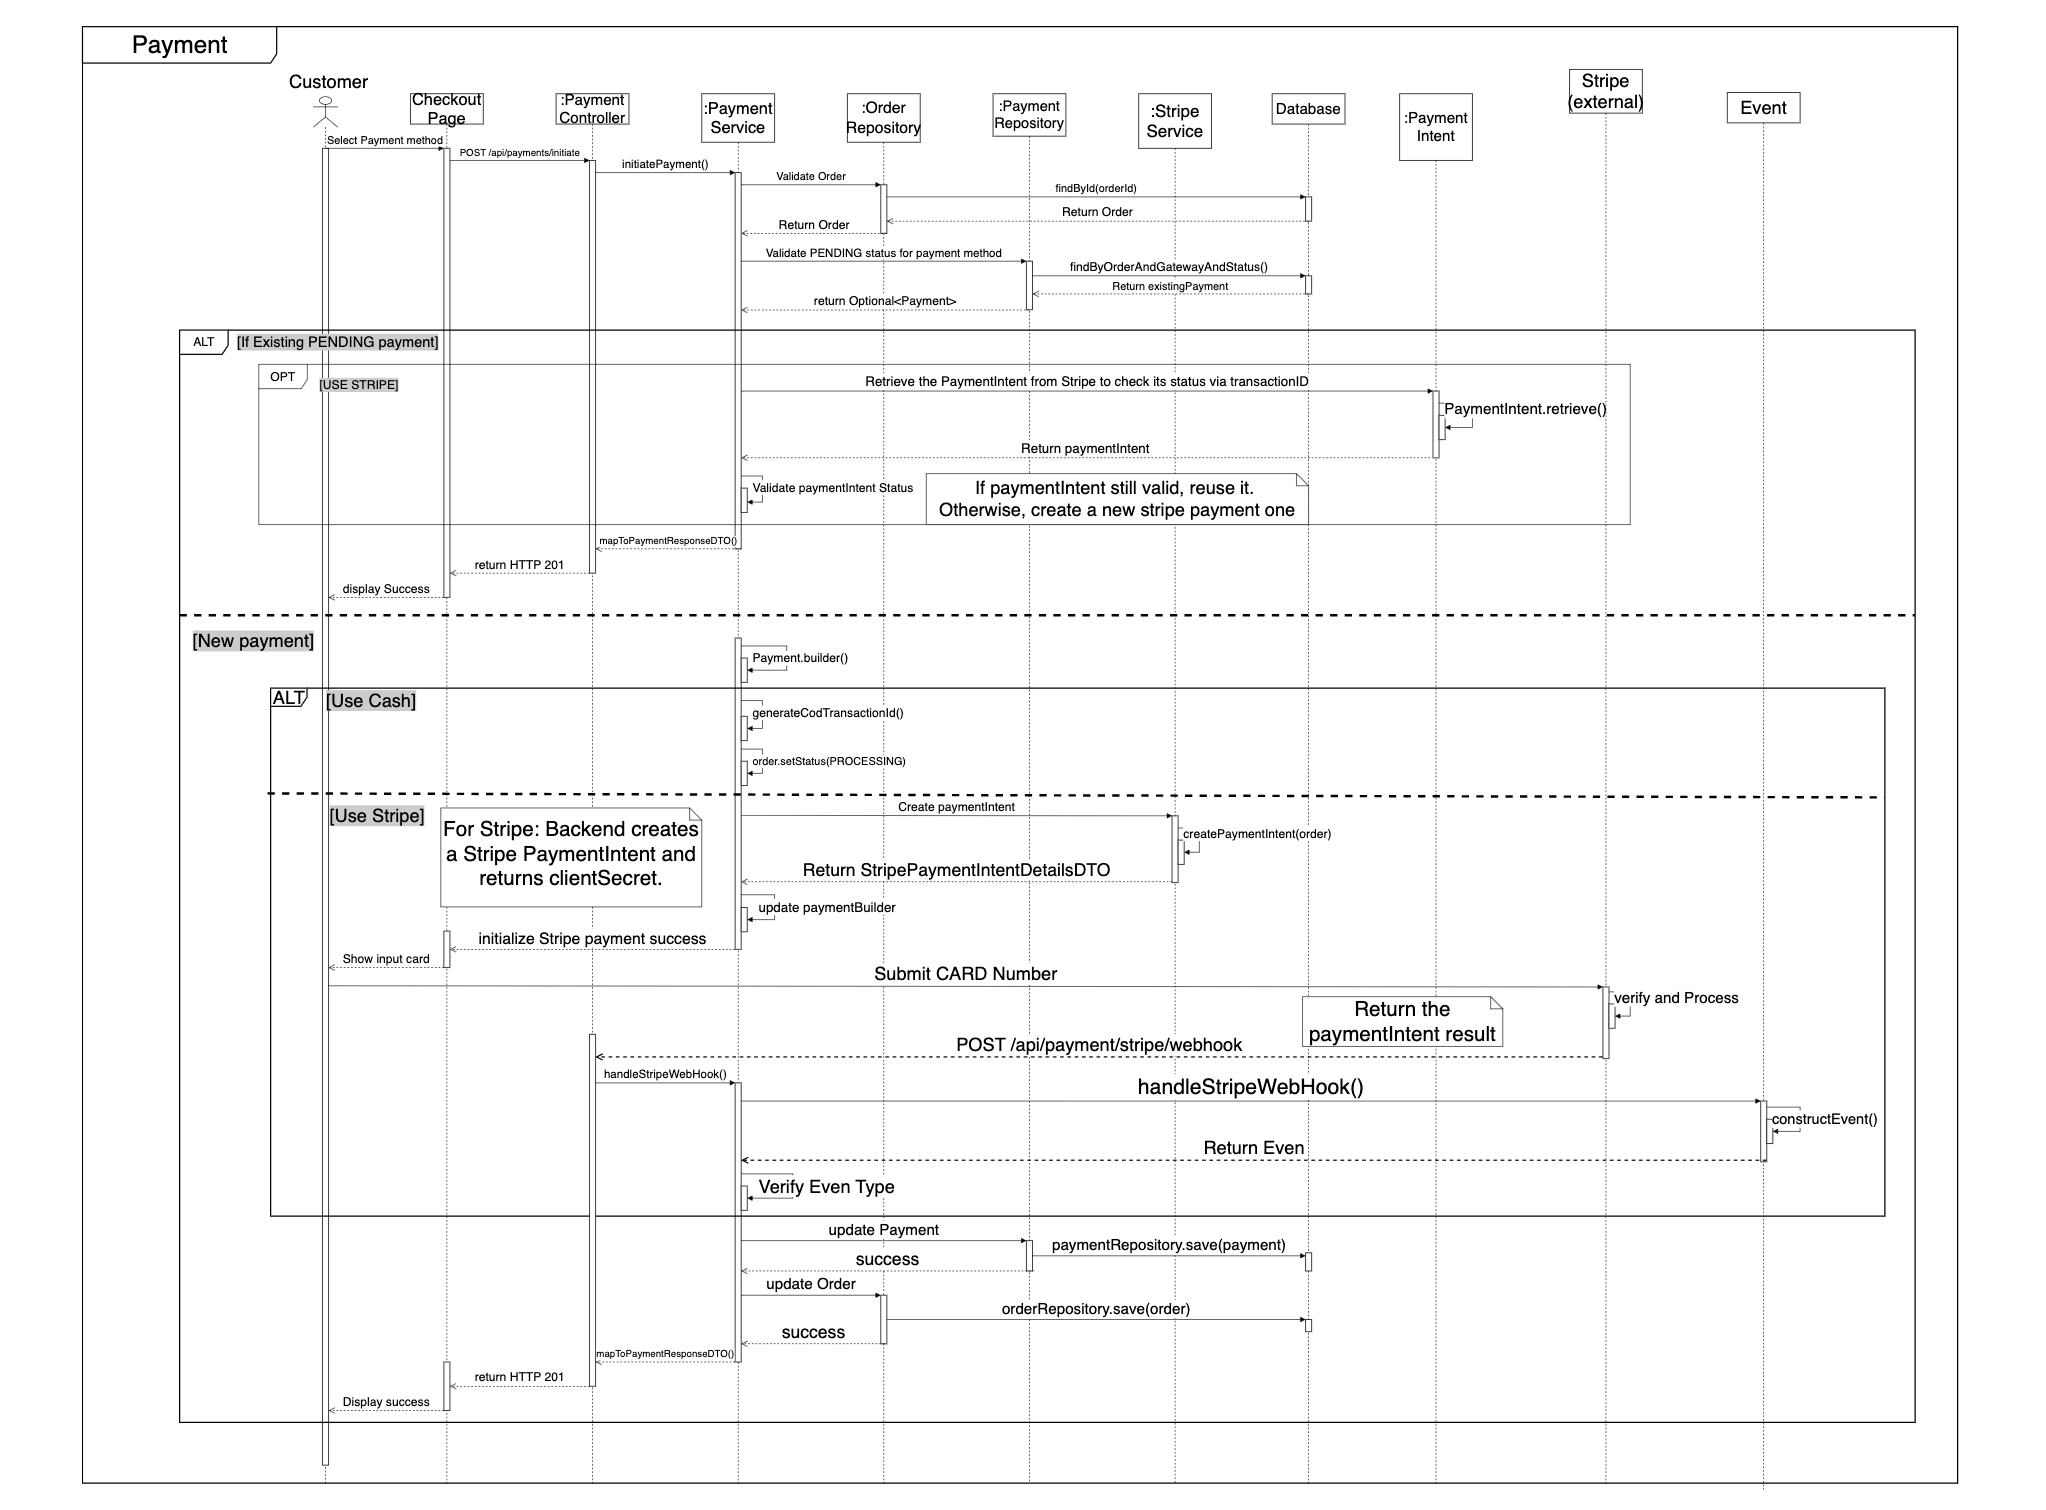 Payment
Customer
Checkout
Page
:Payment
Controller
:Payment
Service
:Order
Repository
:Payment
Repository
:Stripe
Service
Database
:Payment
Intent
Stripe
(external)
Event
Select Payment method
POST /api/payments/initiate
initiatePayment()
Validate Order
findById(orderId)
Return Order
Return Order
Validate PENDING status for payment method
findByOrderAndGatewayAndStatus()
Return existingPayment
return Optional<Payment>
ALT
[If Existing PENDING payment]
OPT
[USE STRIPE]
Retrieve the PaymentIntent from Stripe to check its status via transactionID
PaymentIntent.retrieve()
Return paymentIntent
Validate paymentIntent Status
If paymentIntent still valid, reuse it.
Otherwise, create a new stripe payment one
mapToPaymentResponseDTO()
return HTTP 201
display Success
[New payment]
Payment.builder()
ALT
[Use Cash]
generateCodTransactionId()
order.setStatus(PROCESSING)
[Use Stripe]
For Stripe: Backend creates
a Stripe PaymentIntent and
returns clientSecret.
Create paymentIntent
createPaymentIntent(order)
Return StripePaymentIntentDetailsDTO
update paymentBuilder
initialize Stripe payment success
Show input card
Submit CARD Number
verify and Process
Return the
paymentIntent result
POST /api/payment/stripe/webhook
handleStripeWebHook()
handleStripeWebHook()
constructEvent()
Return Even
Verify Even Type
update Payment
paymentRepository.save(payment)
success
update Order
orderRepository.save(order)
success
mapToPaymentResponseDTO()
return HTTP 201
Display success